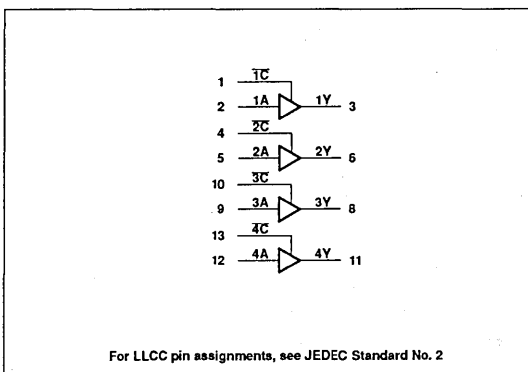 1 1C̅
2 1A 1Y 3
4 2C̅
5 2A 2Y 6
10 3C̅
9 3A 3Y 8
13 4C̅
12 4A 4Y 11
For LLCC pin assignments, see JEDEC Standard No. 2